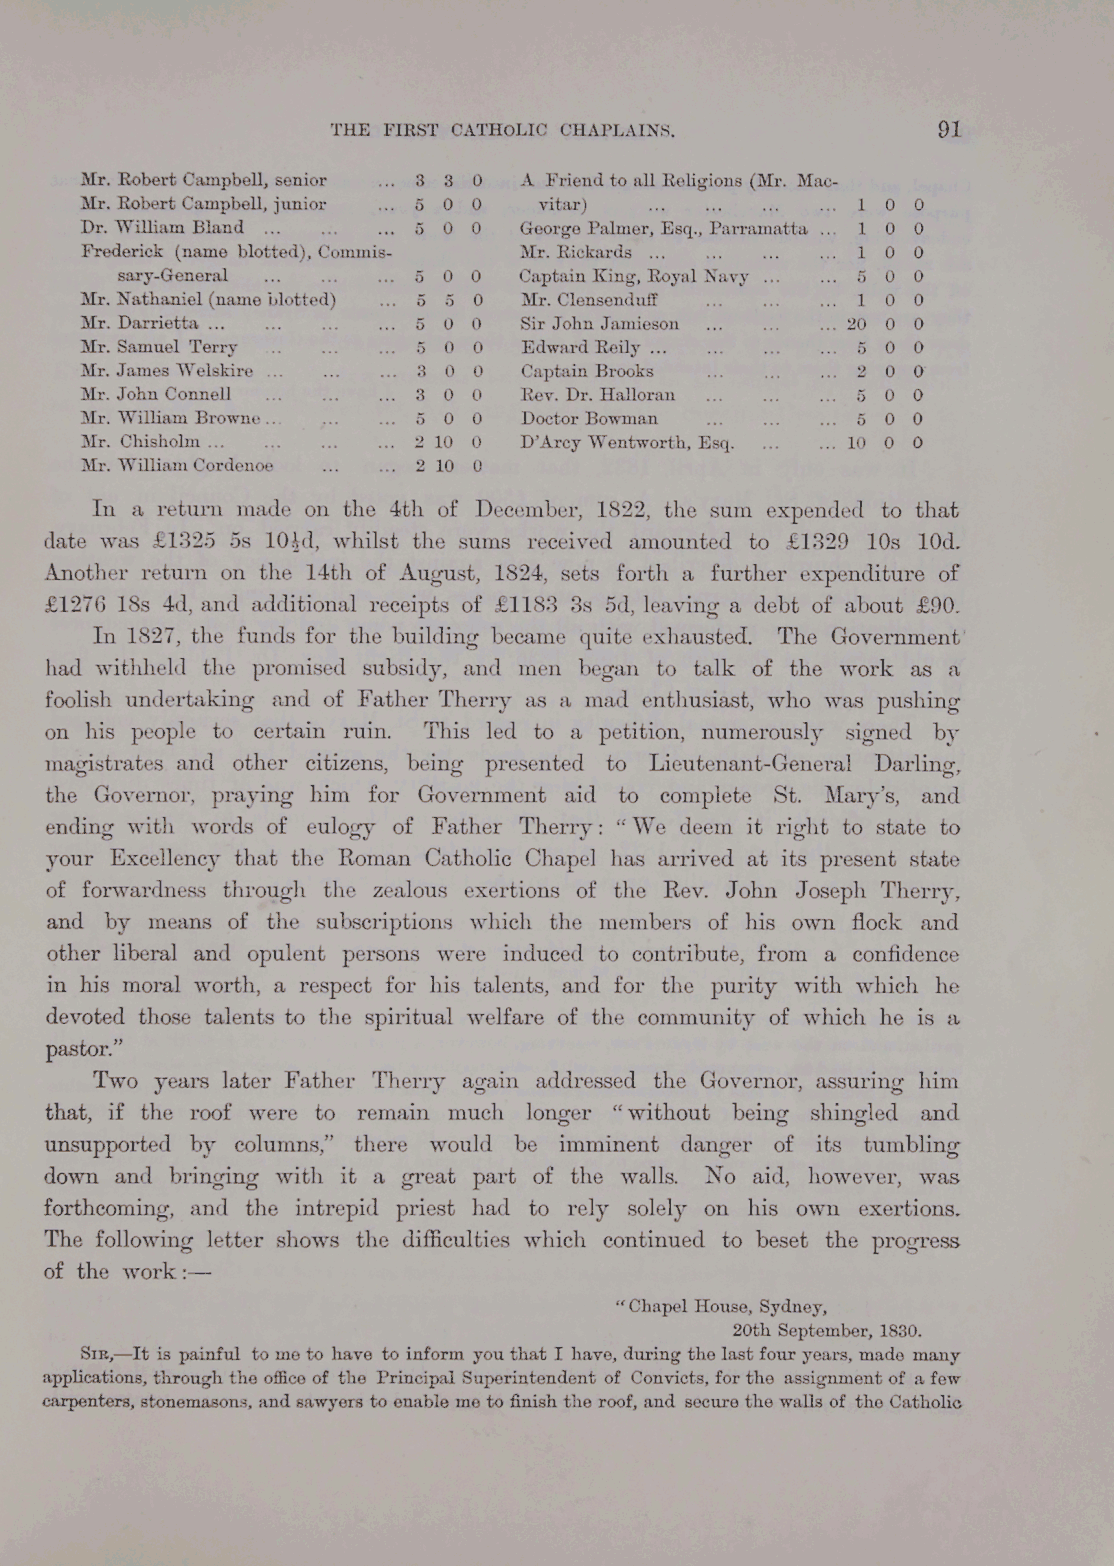 THE FIRST CATHOLIC CHAPLAINS. 91
Mr. Robert Campbell, senior ... 3 3 0
Mr. Robert Campbell, junior ... 5 0 0
Dr. William Bland ... ... ... 5 0 0
Frederick (name blotted), Commis-
sary-General ... ... ... 5 0 0
Mr. Nathaniel (name blotted) ... 5 5 0
Mr. Darrietta ... ... ... ... 5 0 0
Mr. Samuel Terry ... ... ... 5 0 0
Mr. James Welskire ... ... ... 3 0 0
Mr. John Connell ... ... ... 3 0 0
Mr. William Browne ... ... ... 5 0 0
Mr. Chisholm ... ... ... ... 2 10 0
Mr. William Cordenoe ... ... 2 10 0
A Friend to all Religions (Mr. Mac-
vitar) ... ... ... ... 1 0 0
George Palmer, Esq., Parramatta ... 1 0 0
Mr. Rickards ... ... ... ... 1 0 0
Captain King, Royal Navy ... ... 5 0 0
Mr. Clensenduff ... ... ... 1 0 0
Sir John Jamieson ... ... ... 20 0 0
Edward Reily ... ... ... ... 5 0 0
Captain Brooks ... ... ... 2 0 0
Rev. Dr. Halloran ... ... ... 5 0 0
Doctor Bowman ... ... ... 5 0 0
D'Arcy Wentworth, Esq. ... ... 10 0 0
In a return made on the 4th of December, 1822, the sum expended to that
date was £1325 5s 10½d, whilst the sums received amounted to £1329 10s 10d.
Another return on the 14th of August, 1824, sets forth a further expenditure of
£1276 18s 4d, and additional receipts of £1183 3s 5d, leaving a debt of about £90.
In 1827, the funds for the building became quite exhausted. The Government
had withheld the promised subsidy, and men began to talk of the work as a
foolish undertaking and of Father Therry as a mad enthusiast, who was pushing
on his people to certain ruin. This led to a petition, numerously signed by
magistrates and other citizens, being presented to Lieutenant-General Darling,
the Governor, praying him for Government aid to complete St. Mary's, and
ending with words of eulogy of Father Therry: "We deem it right to state to
your Excellency that the Roman Catholic Chapel has arrived at its present state
of forwardness through the zealous exertions of the Rev. John Joseph Therry,
and by means of the subscriptions which the members of his own flock and
other liberal and opulent persons were induced to contribute, from a confidence
in his moral worth, a respect for his talents, and for the purity with which he
devoted those talents to the spiritual welfare of the community of which he is a
pastor."
Two years later Father Therry again addressed the Governor, assuring him
that, if the roof were to remain much longer "without being shingled and
unsupported by columns," there would be imminent danger of its tumbling
down and bringing with it a great part of the walls. No aid, however, was
forthcoming, and the intrepid priest had to rely solely on his own exertions.
The following letter shows the difficulties which continued to beset the progress
of the work:—
"Chapel House, Sydney,
20th September, 1830.
SIR,—It is painful to me to have to inform you that I have, during the last four years, made many
applications, through the office of the Principal Superintendent of Convicts, for the assignment of a few
carpenters, stonemasons, and sawyers to enable me to finish the roof, and secure the walls of the Catholic